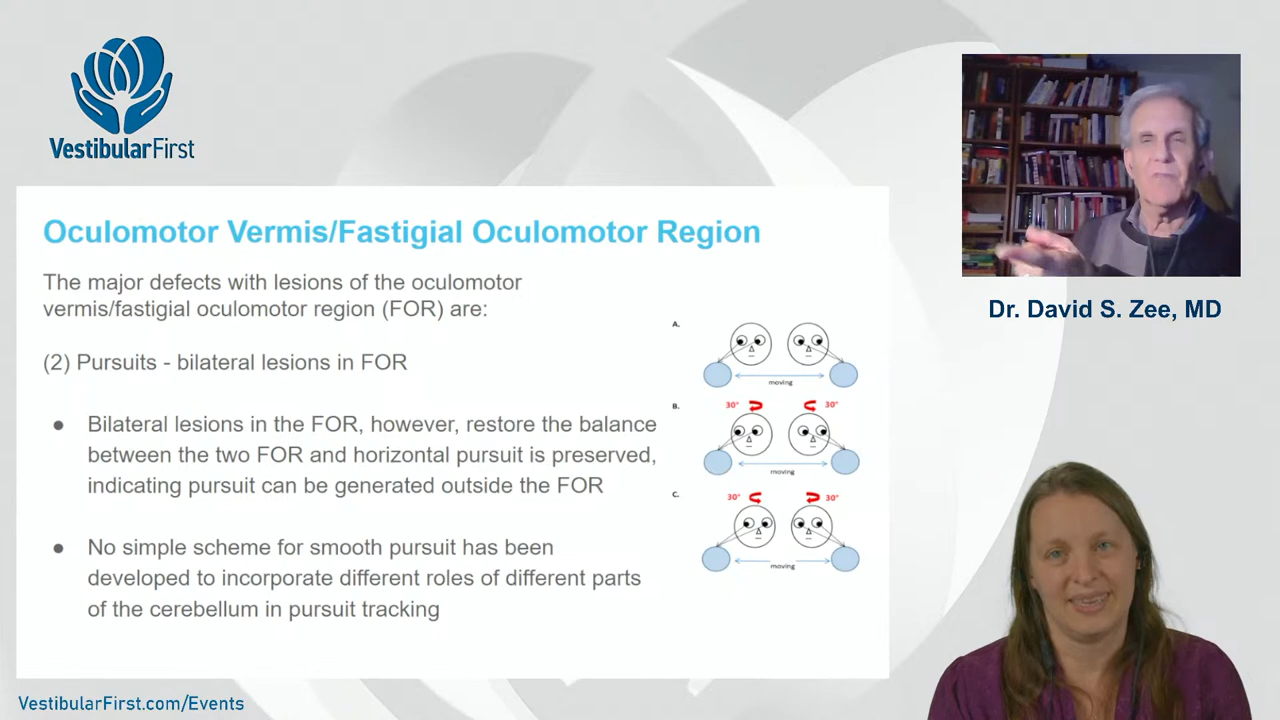 VestibularFirst
Oculomotor Vermis/Fastigial Oculomotor Region
The major defects with lesions of the oculomotor
vermis/fastigial oculomotor region (FOR) are:
(2) Pursuits - bilateral lesions in FOR
● Bilateral lesions in the FOR, however, restore the balance
between the two FOR and horizontal pursuit is preserved,
indicating pursuit can be generated outside the FOR
● No simple scheme for smooth pursuit has been
developed to incorporate different roles of different parts
of the cerebellum in pursuit tracking
A.
moving
B.
30° 30°
moving
C.
30° 30°
moving
Dr. David S. Zee, MD
VestibularFirst.com/Events